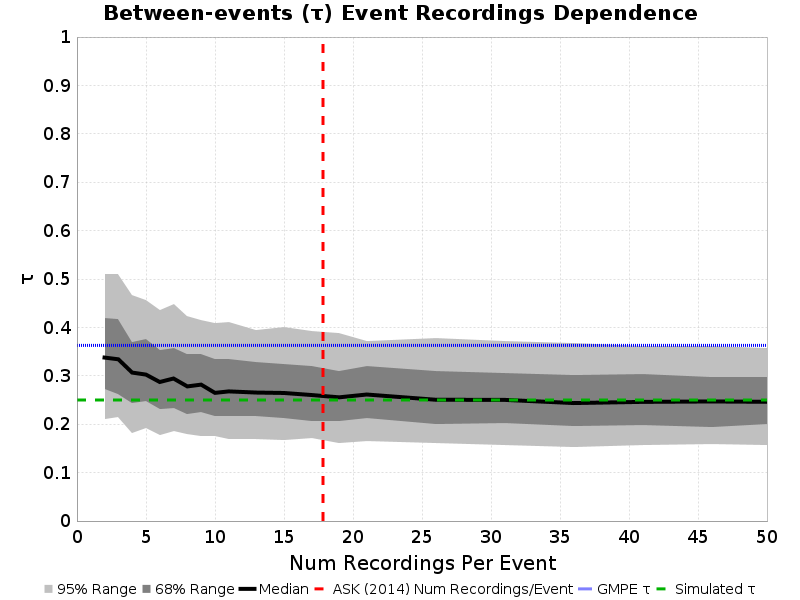 Between-events (τ) Event Recordings Dependence
1
0.9
0.8
0.7
0.6
0.5
0.4
0.3
0.2
0.1
0
τ
0 5 10 15 20 25 30 35 40 45 50
Num Recordings Per Event
95% Range 68% Range Median ASK (2014) Num Recordings/Event GMPE τ Simulated τ